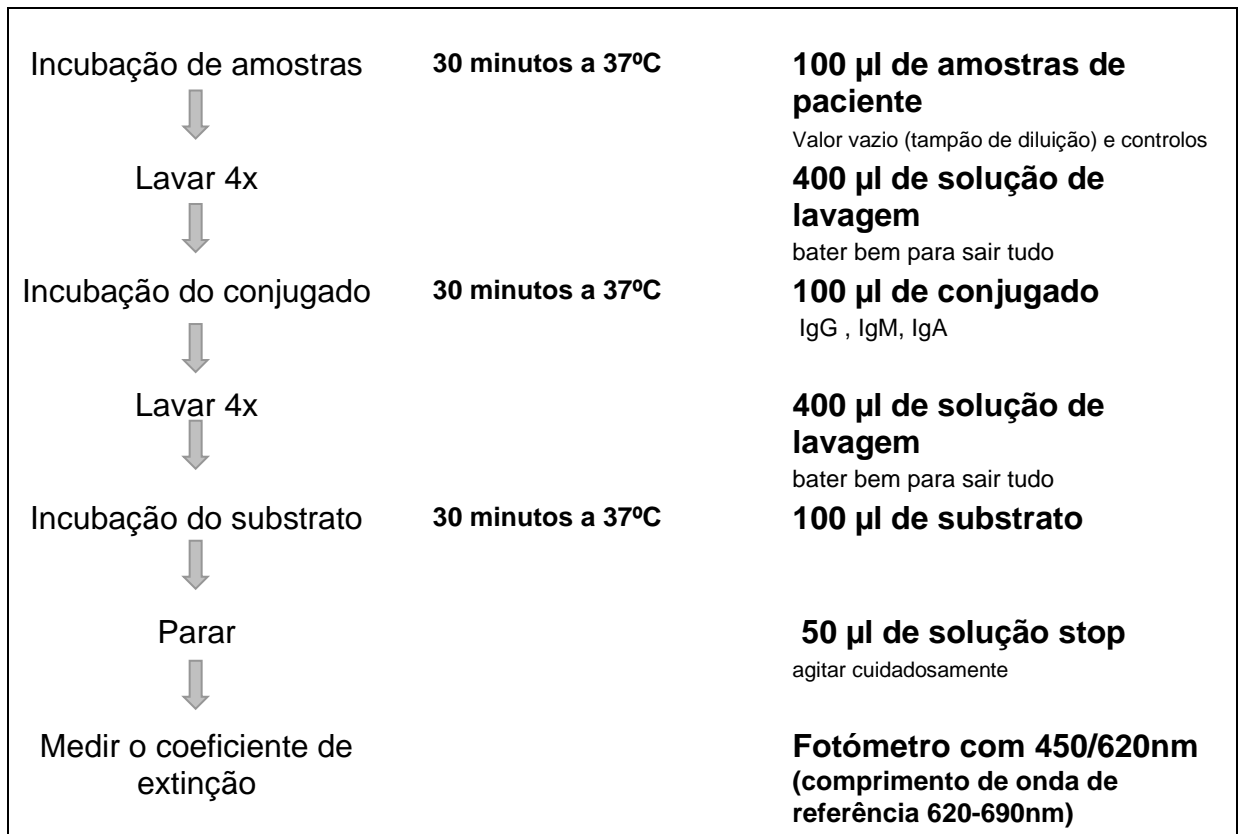 Incubação de amostras
30 minutos a 37ºC
100 µl de amostras de
paciente
Valor vazio (tampão de diluição) e controlos
Lavar 4x
400 µl de solução de
lavagem
bater bem para sair tudo
Incubação do conjugado
30 minutos a 37ºC
100 µl de conjugado
IgG , IgM, IgA
Lavar 4x
400 µl de solução de
lavagem
bater bem para sair tudo
Incubação do substrato
30 minutos a 37ºC
100 µl de substrato
Parar
50 µl de solução stop
agitar cuidadosamente
Medir o coeficiente de
extinção
Fotómetro com 450/620nm
(comprimento de onda de
referência 620-690nm)